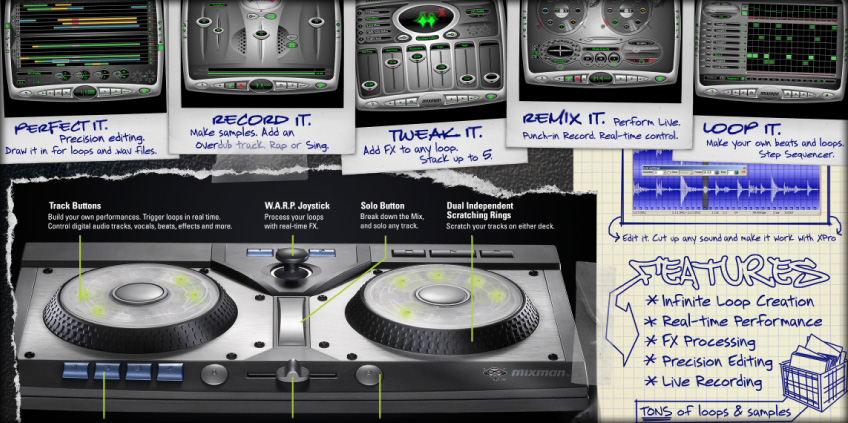 PERFECT IT.
Precision editing.
Draw it in for loops and .wav files.
RECORD IT.
Make samples. Add an
Overdub track. Rap or Sing.
TWEAK IT.
Add FX to any loop.
Stack up to 5.
REMIX IT. Perform Live.
Punch-in Record. Real-time control.
LOOP IT.
Make your own beats and loops.
Step Sequencer.
Edit it. Cut up any sound and make it work with XPro
Track Buttons
Build your own performances. Trigger loops in real time.
Control digital audio tracks, vocals, beats, effects and more.
W.A.R.P. Joystick
Process your loops
with real-time FX.
Solo Button
Break down the Mix,
and solo any track.
Dual Independent
Scratching Rings
Scratch your tracks on either deck.
mixman
FEATURES
* Infinite Loop Creation
* Real-time Performance
* FX Processing
* Precision Editing
* Live Recording
TONS of loops & samples